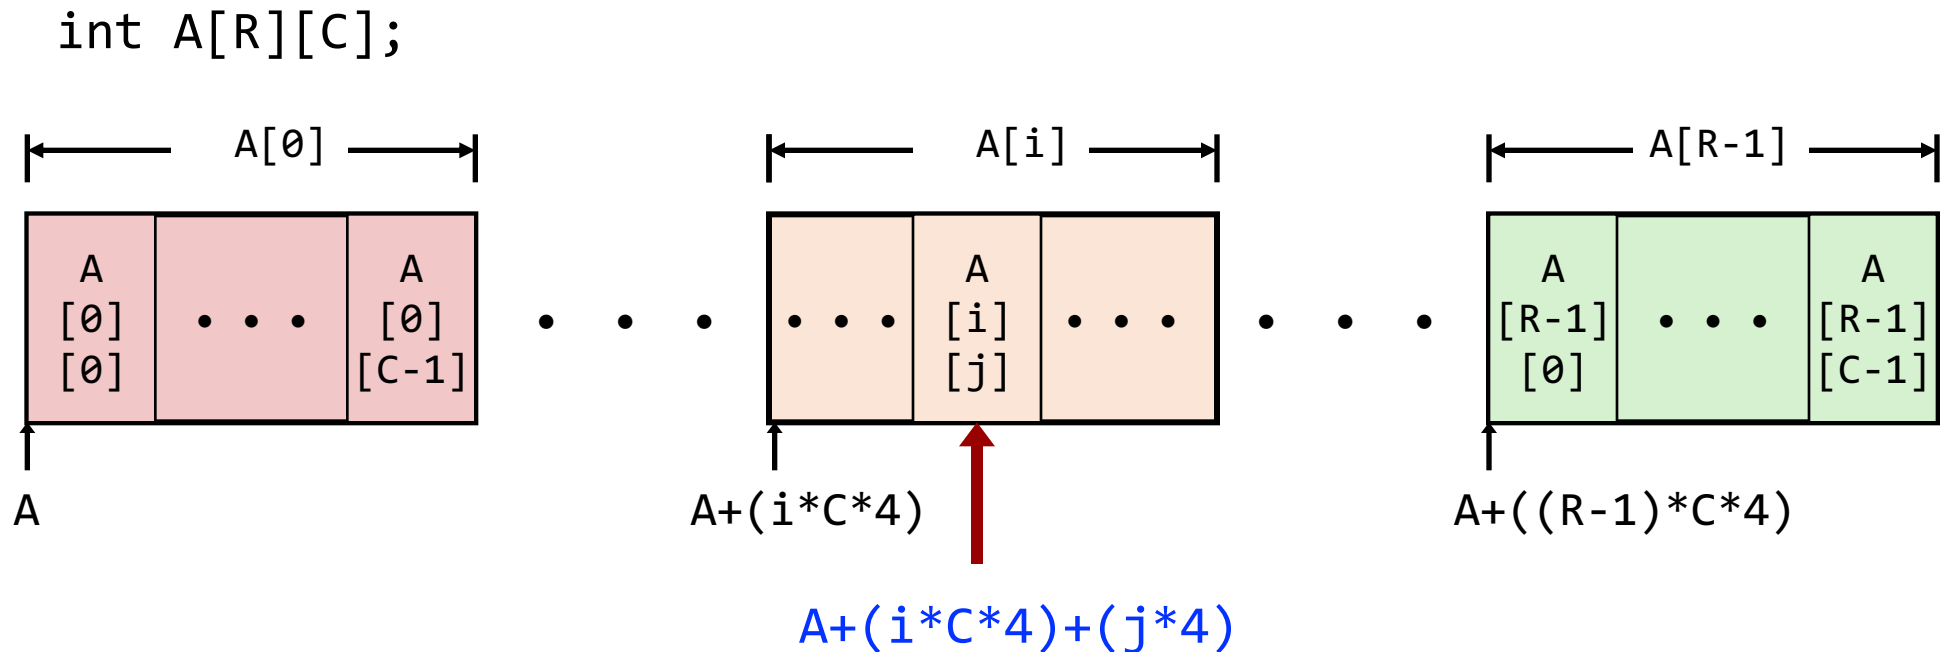 int A[R][C];
A[0] A[i] A[R-1]
A A A A A
[0] • • • [0] • • • • • • [i] • • • • • • [R-1] • • • [R-1]
[0] [C-1] [j] [0] [C-1]
A A+(i*C*4) A+((R-1)*C*4)
A+(i*C*4)+(j*4)